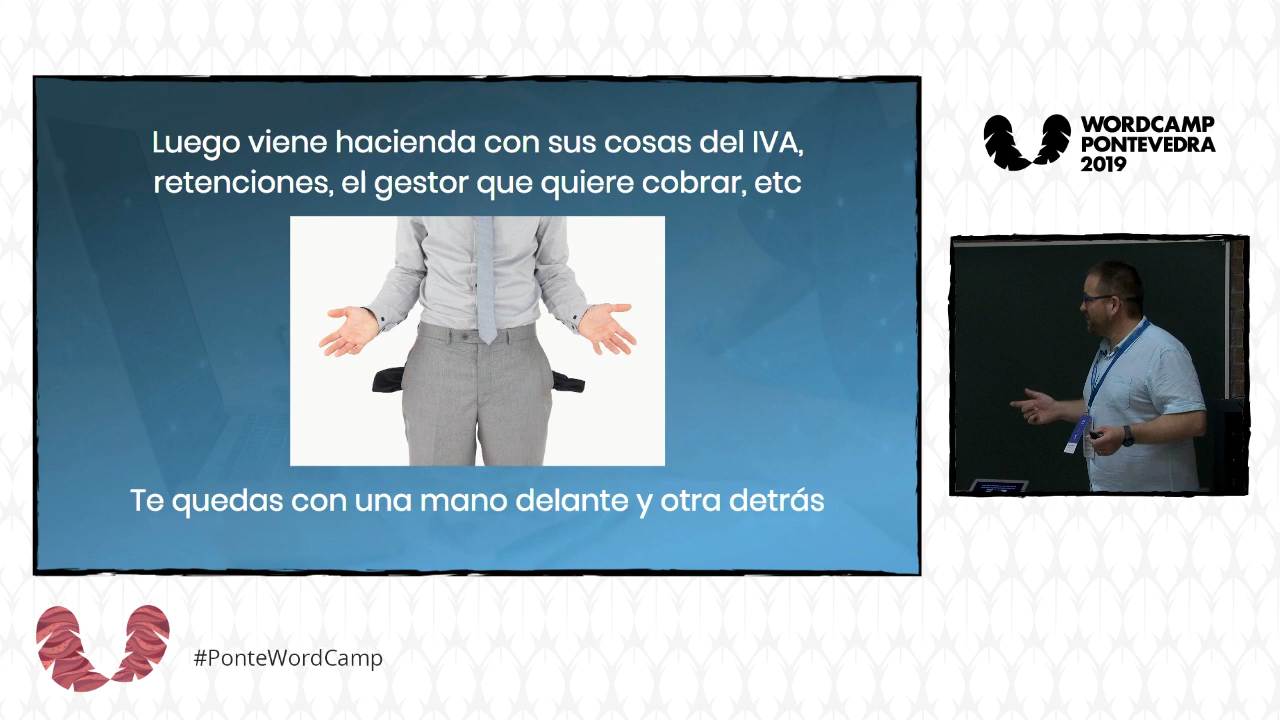 Luego viene hacienda con sus cosas del IVA,
retenciones, el gestor que quiere cobrar, etc
Te quedas con una mano delante y otra detrás
WORDCAMP
PONTEVEDRA
2019
#PonteWordCamp